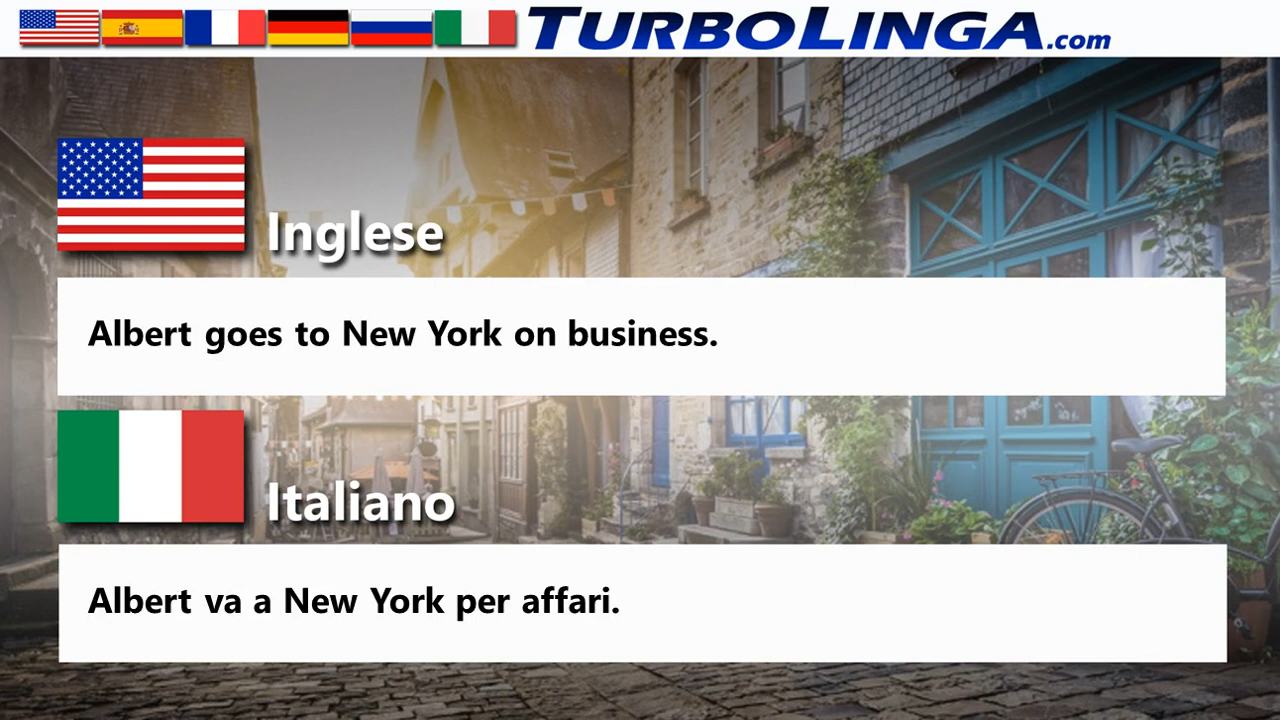 TURBOLINGA.com
Inglese
Albert goes to New York on business.
Italiano
Albert va a New York per affari.